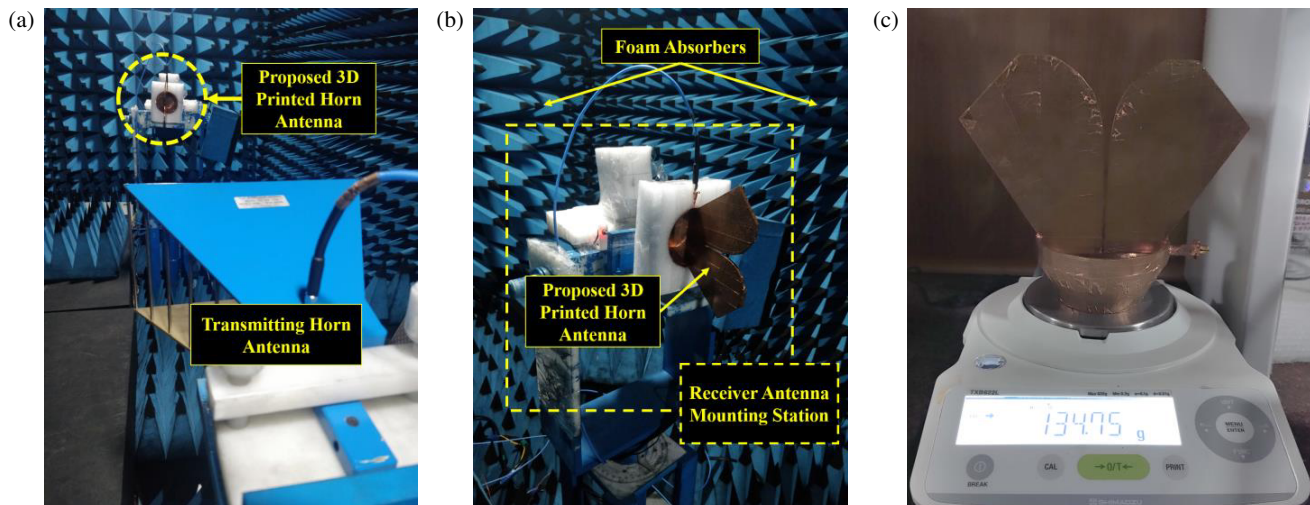 (a)
Proposed 3D
Printed Horn
Antenna
Transmitting Horn
Antenna
(b)
Foam Absorbers
Proposed 3D
Printed Horn
Antenna
Receiver Antenna
Mounting Station
(c)
134.75 g
MENU
ENTER
BREAK
CAL
→0/T←
PRINT